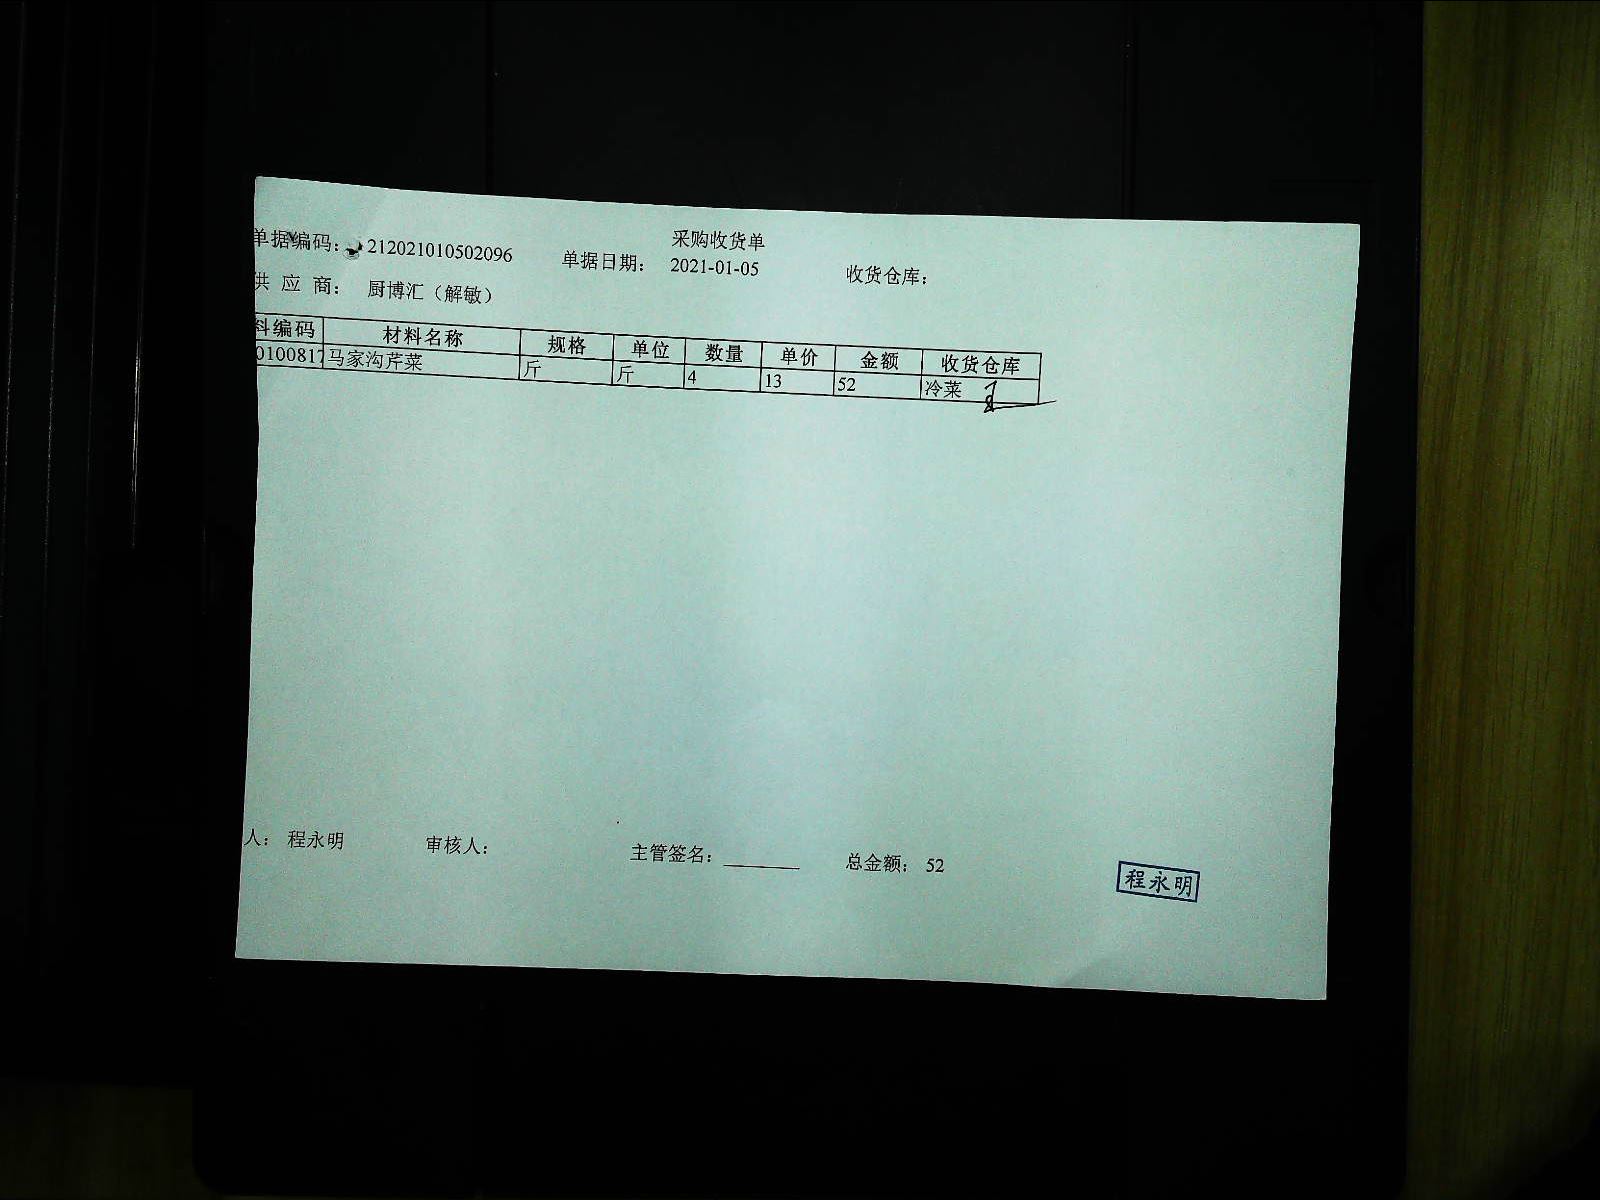 采购收货单
单据编码： 212021010502096 单据日期： 2021-01-05 收货仓库：
供 应 商： 厨博汇（解敏）
料编码 材料名称 规格 单位 数量 单价 金额 收货仓库
0100817 马家沟芹菜 斤 斤 4 13 52 冷菜
人： 程永明 审核人： 主管签名： 总金额： 52
程永明